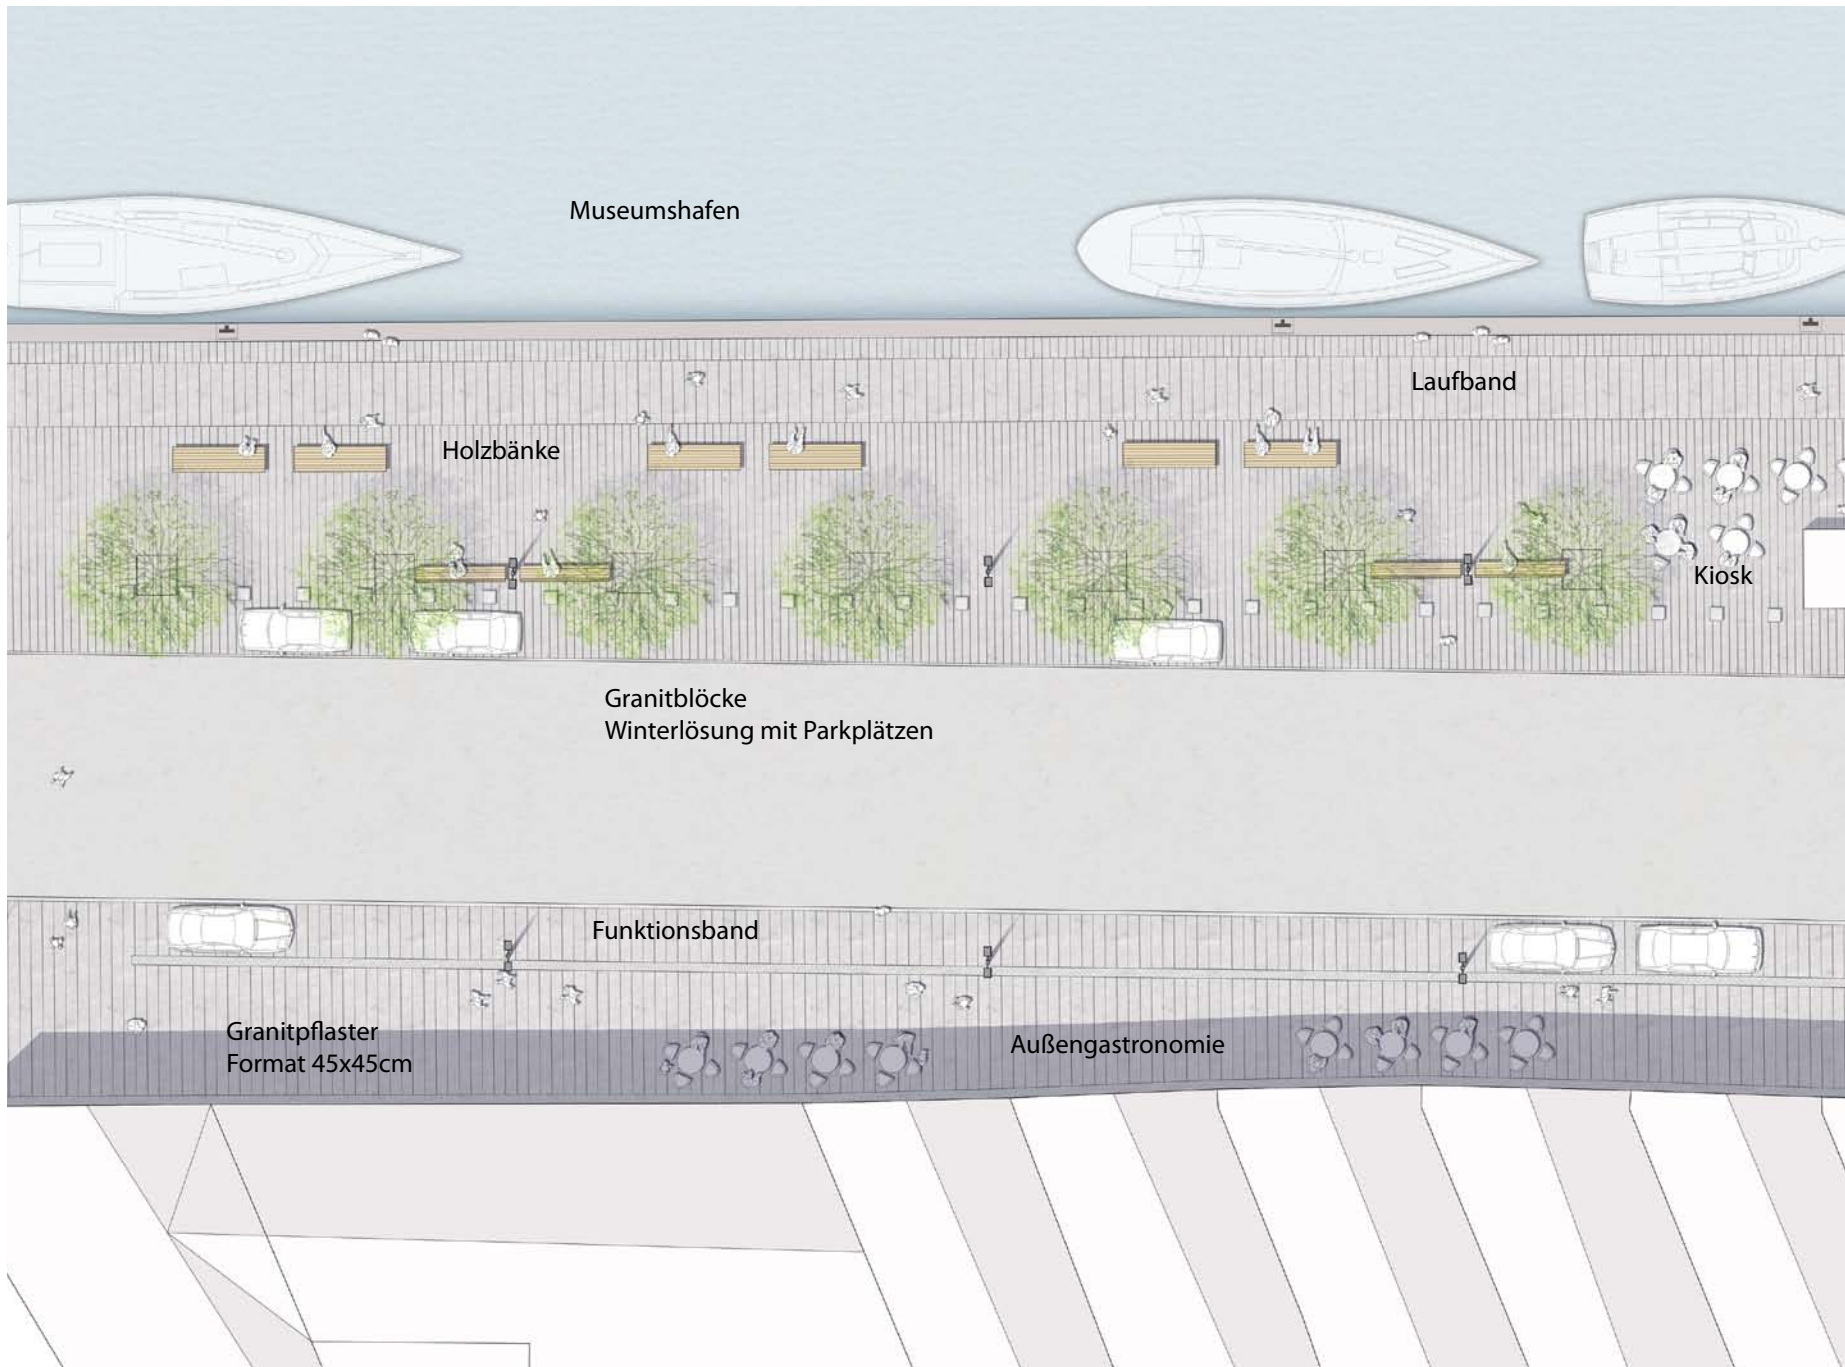 Museumshafen
Laufband
Holzbänke
Kiosk
Granitblöcke
Winterlösung mit Parkplätzen
Funktionsband
Granitpflaster
Format 45x45cm
Außengastronomie